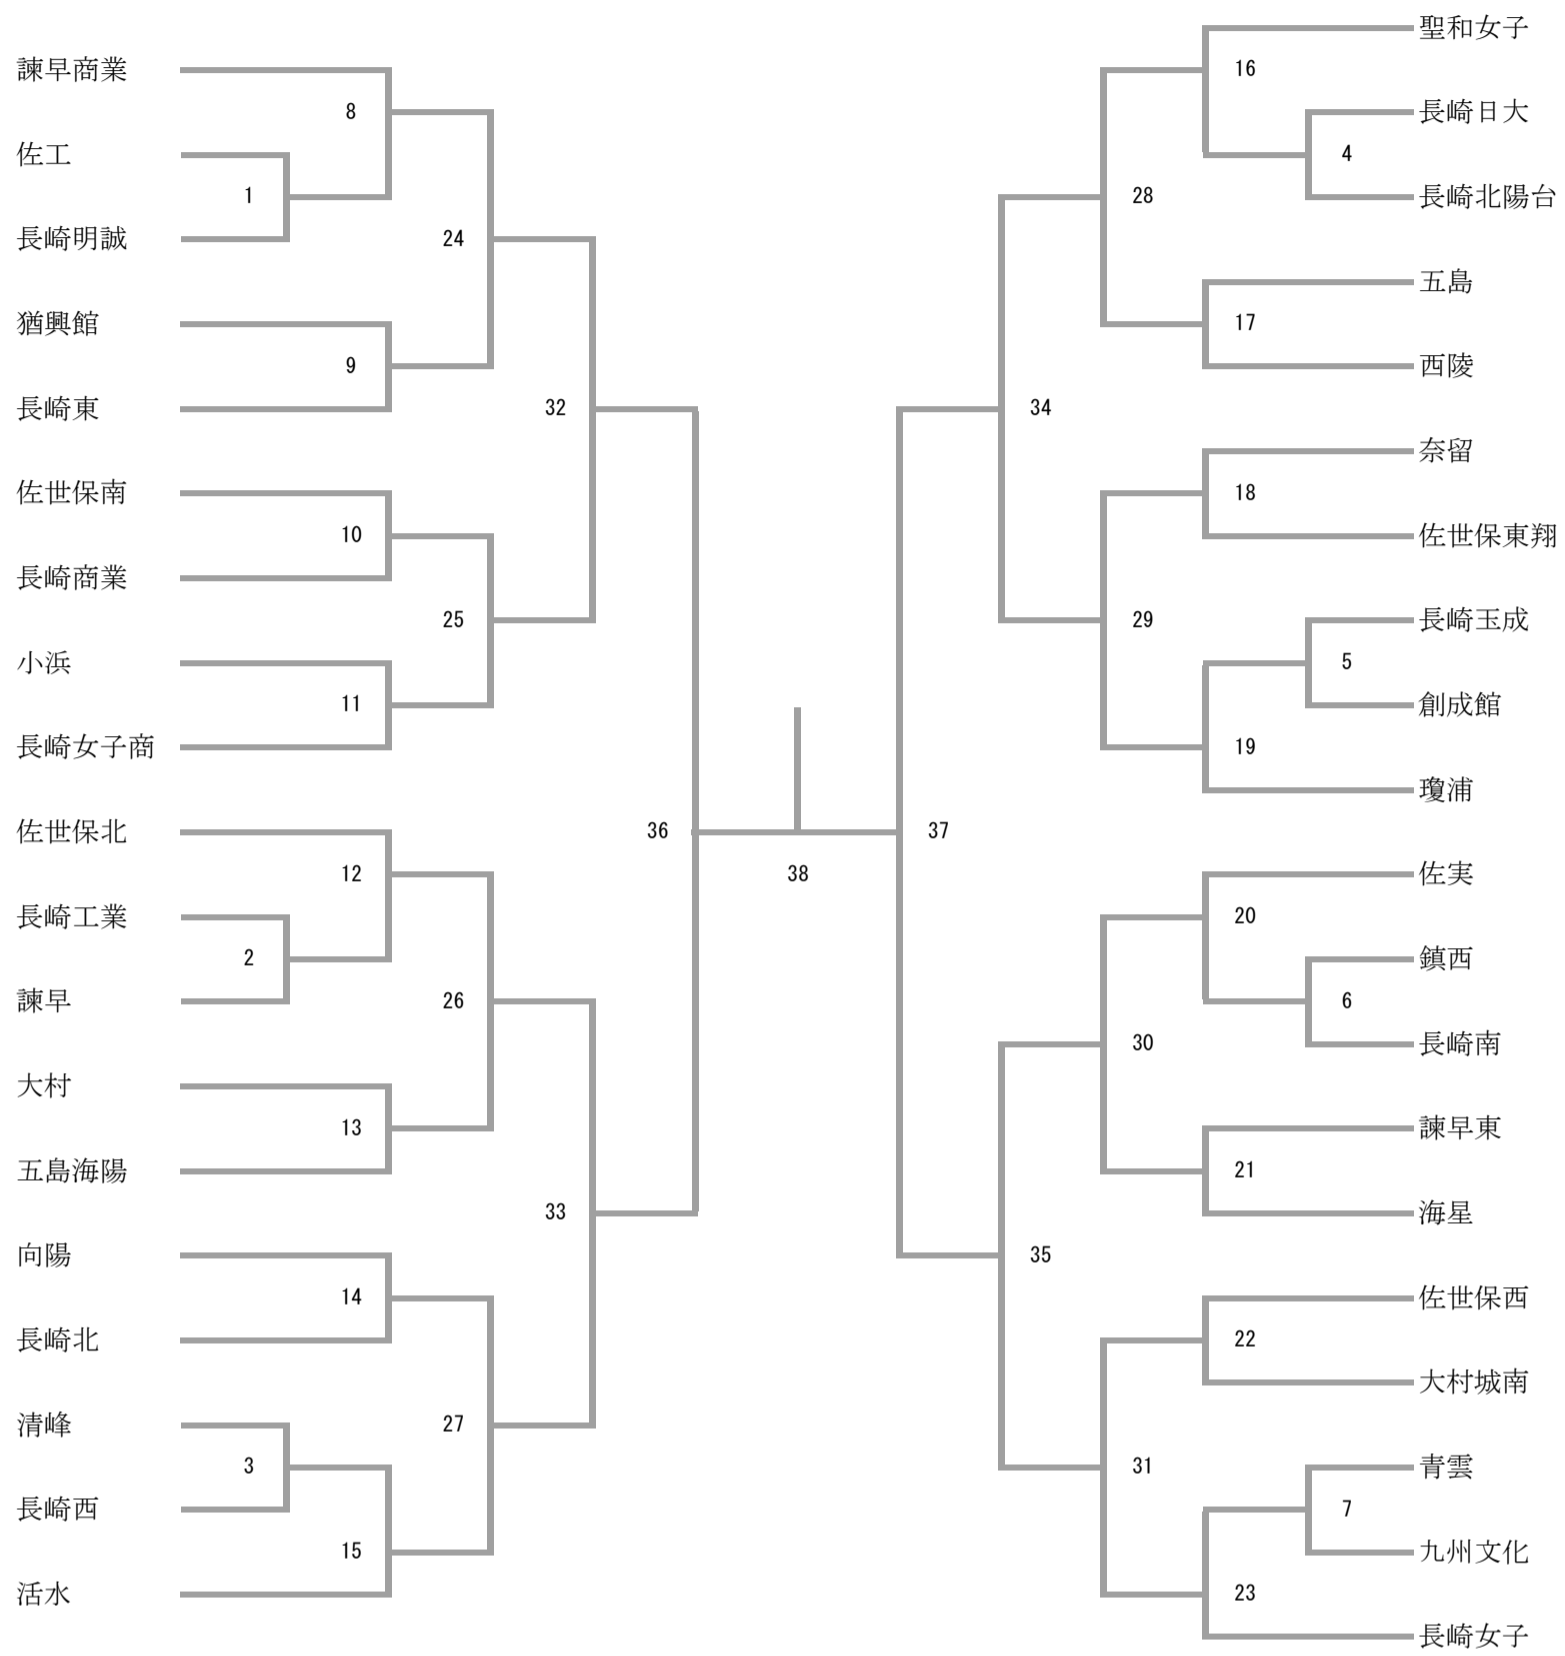 諫早商業
8
佐工
1
長崎明誠
24
猶興館
9
長崎東
32
佐世保南
10
長崎商業
25
小浜
11
長崎女子商
36
佐世保北
12
長崎工業
2
諫早
26
大村
13
五島海陽
33
向陽
14
長崎北
清峰
27
3
長崎西
15
活水
38
聖和女子
16
長崎日大
4
長崎北陽台
28
五島
17
西陵
34
奈留
18
佐世保東翔
長崎玉成
29
5
創成館
19
瓊浦
37
佐実
20
鎮西
6
長崎南
30
諫早東
21
海星
35
佐世保西
22
大村城南
青雲
31
7
九州文化
23
長崎女子